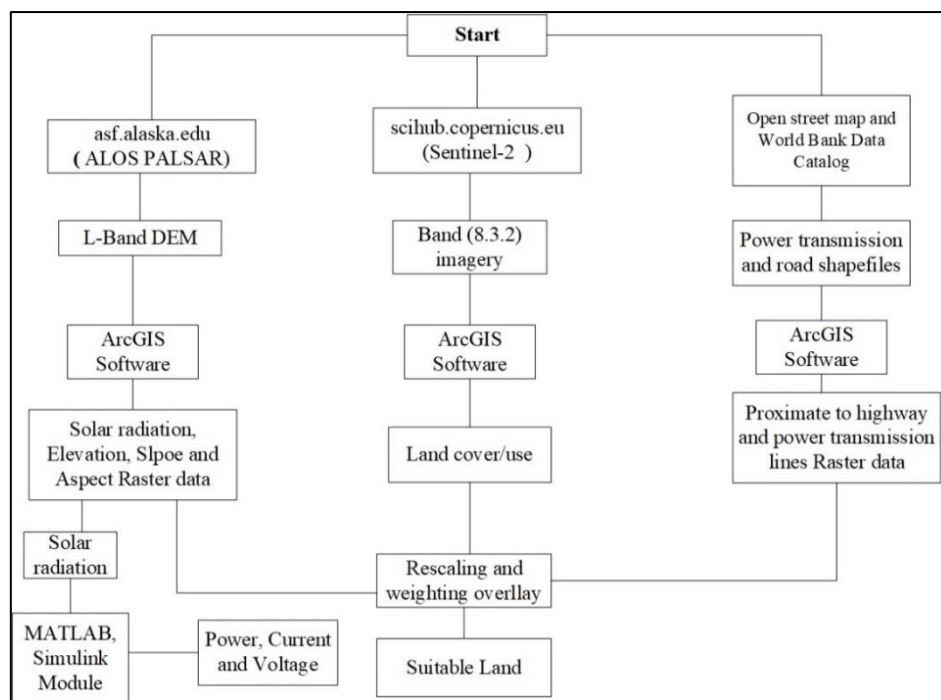 Start
asf.alaska.edu
( ALOS PALSAR)
scihub.copernicus.eu
(Sentinel-2 )
Open street map and
World Bank Data
Catalog
L-Band DEM
Band (8.3.2)
imagery
Power transmission
and road shapefiles
ArcGIS
Software
ArcGIS
Software
ArcGIS
Software
Solar radiation,
Elevation, Slpoe and
Aspect Raster data
Land cover/use
Proximate to highway
and power transmission
lines Raster data
Solar
radiation
Rescaling and
weighting overllay
MATLAB,
Simulink
Module
Power, Current
and Voltage
Suitable Land